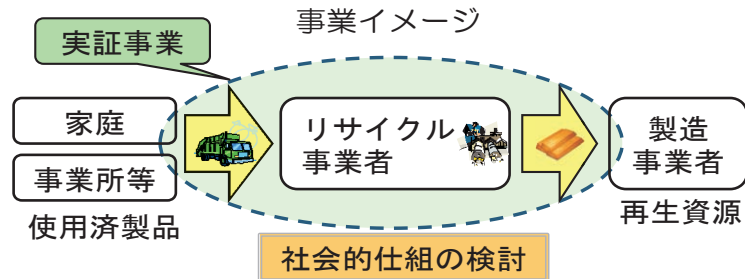 事業イメージ
実証事業
家庭
事業所等
使用済製品
リサイクル
事業者
製造
事業者
再生資源
社会的仕組の検討